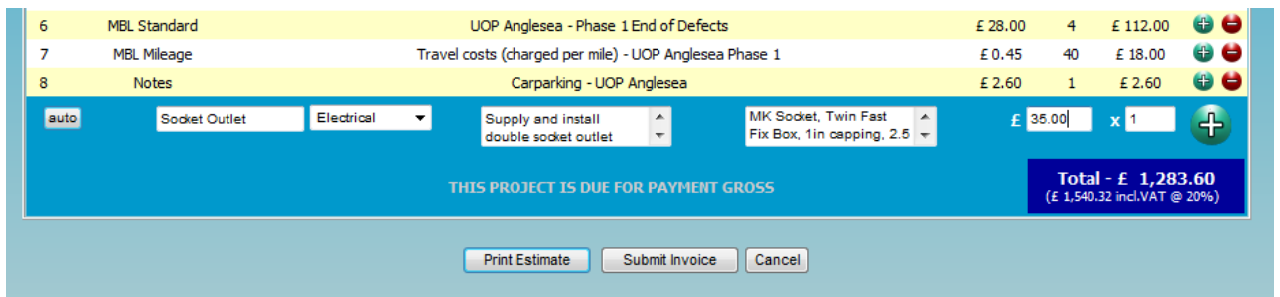 6 MBL Standard UOP Anglesea - Phase 1 End of Defects £ 28.00 4 £ 112.00
7 MBL Mileage Travel costs (charged per mile) - UOP Anglesea Phase 1 £ 0.45 40 £ 18.00
8 Notes Carparking - UOP Anglesea £ 2.60 1 £ 2.60
auto Socket Outlet Electrical Supply and install MK Socket, Twin Fast £ 35.00 x 1
double socket outlet Fix Box, 1in capping, 2.5
THIS PROJECT IS DUE FOR PAYMENT GROSS
Total - £ 1,283.60
(£ 1,540.32 incl.VAT @ 20%)
Print Estimate Submit Invoice Cancel